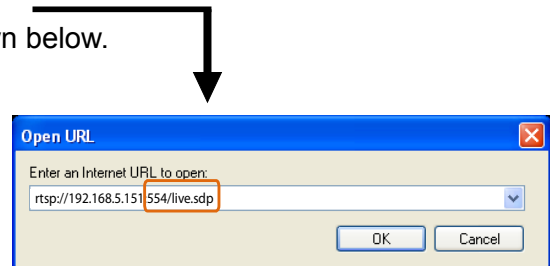 n below.
Open URL
Enter an Internet URL to open:
rtsp://192.168.5.151 554/live.sdp
OK Cancel